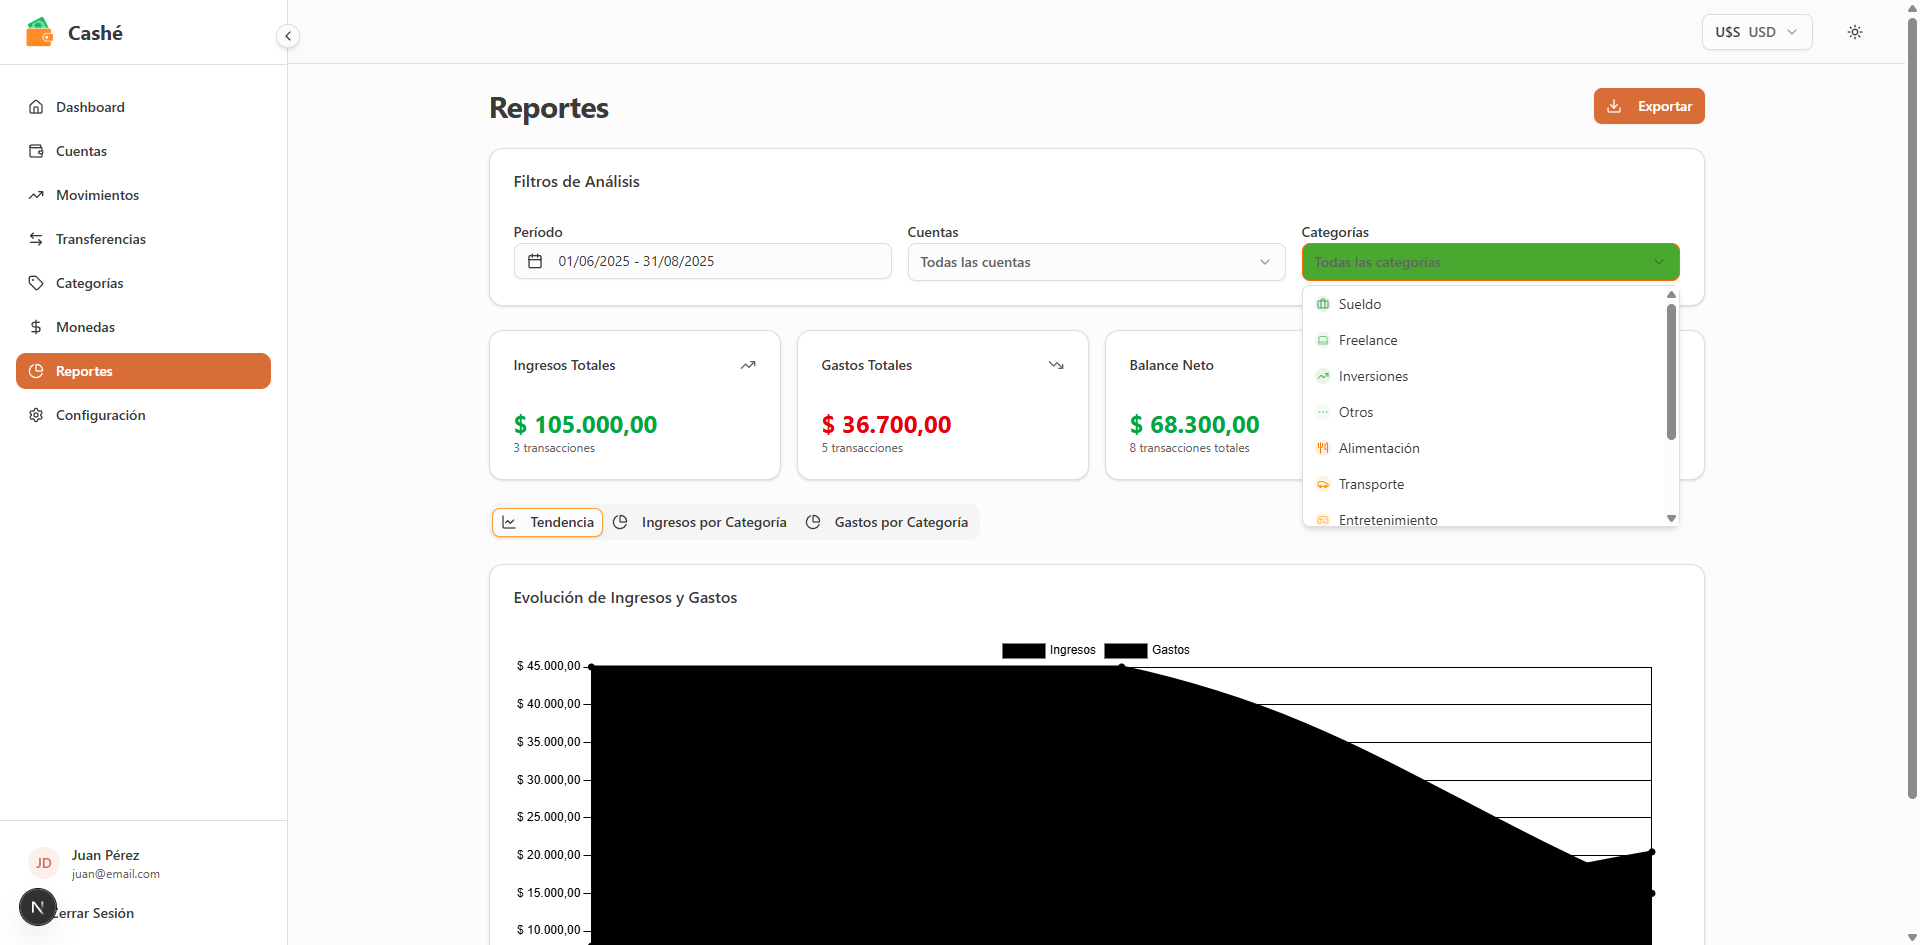 Cashé
U$S USD
Dashboard
Cuentas
Movimientos
Transferencias
Categorías
Monedas
Reportes
Configuración
Juan Pérez
JD
juan@email.com
N
Cerrar Sesión
Reportes
Exportar
Filtros de Análisis
Período
01/06/2025 - 31/08/2025
Cuentas
Todas las cuentas
Categorías
Todas las categorías
Sueldo
Freelance
Inversiones
Otros
Alimentación
Transporte
Entretenimiento
Ingresos Totales
$ 105.000,00
3 transacciones
Gastos Totales
$ 36.700,00
5 transacciones
Balance Neto
$ 68.300,00
8 transacciones totales
Tendencia
Ingresos por Categoría
Gastos por Categoría
Evolución de Ingresos y Gastos
Ingresos Gastos
$ 45.000,00
$ 40.000,00
$ 35.000,00
$ 30.000,00
$ 25.000,00
$ 20.000,00
$ 15.000,00
$ 10.000,00